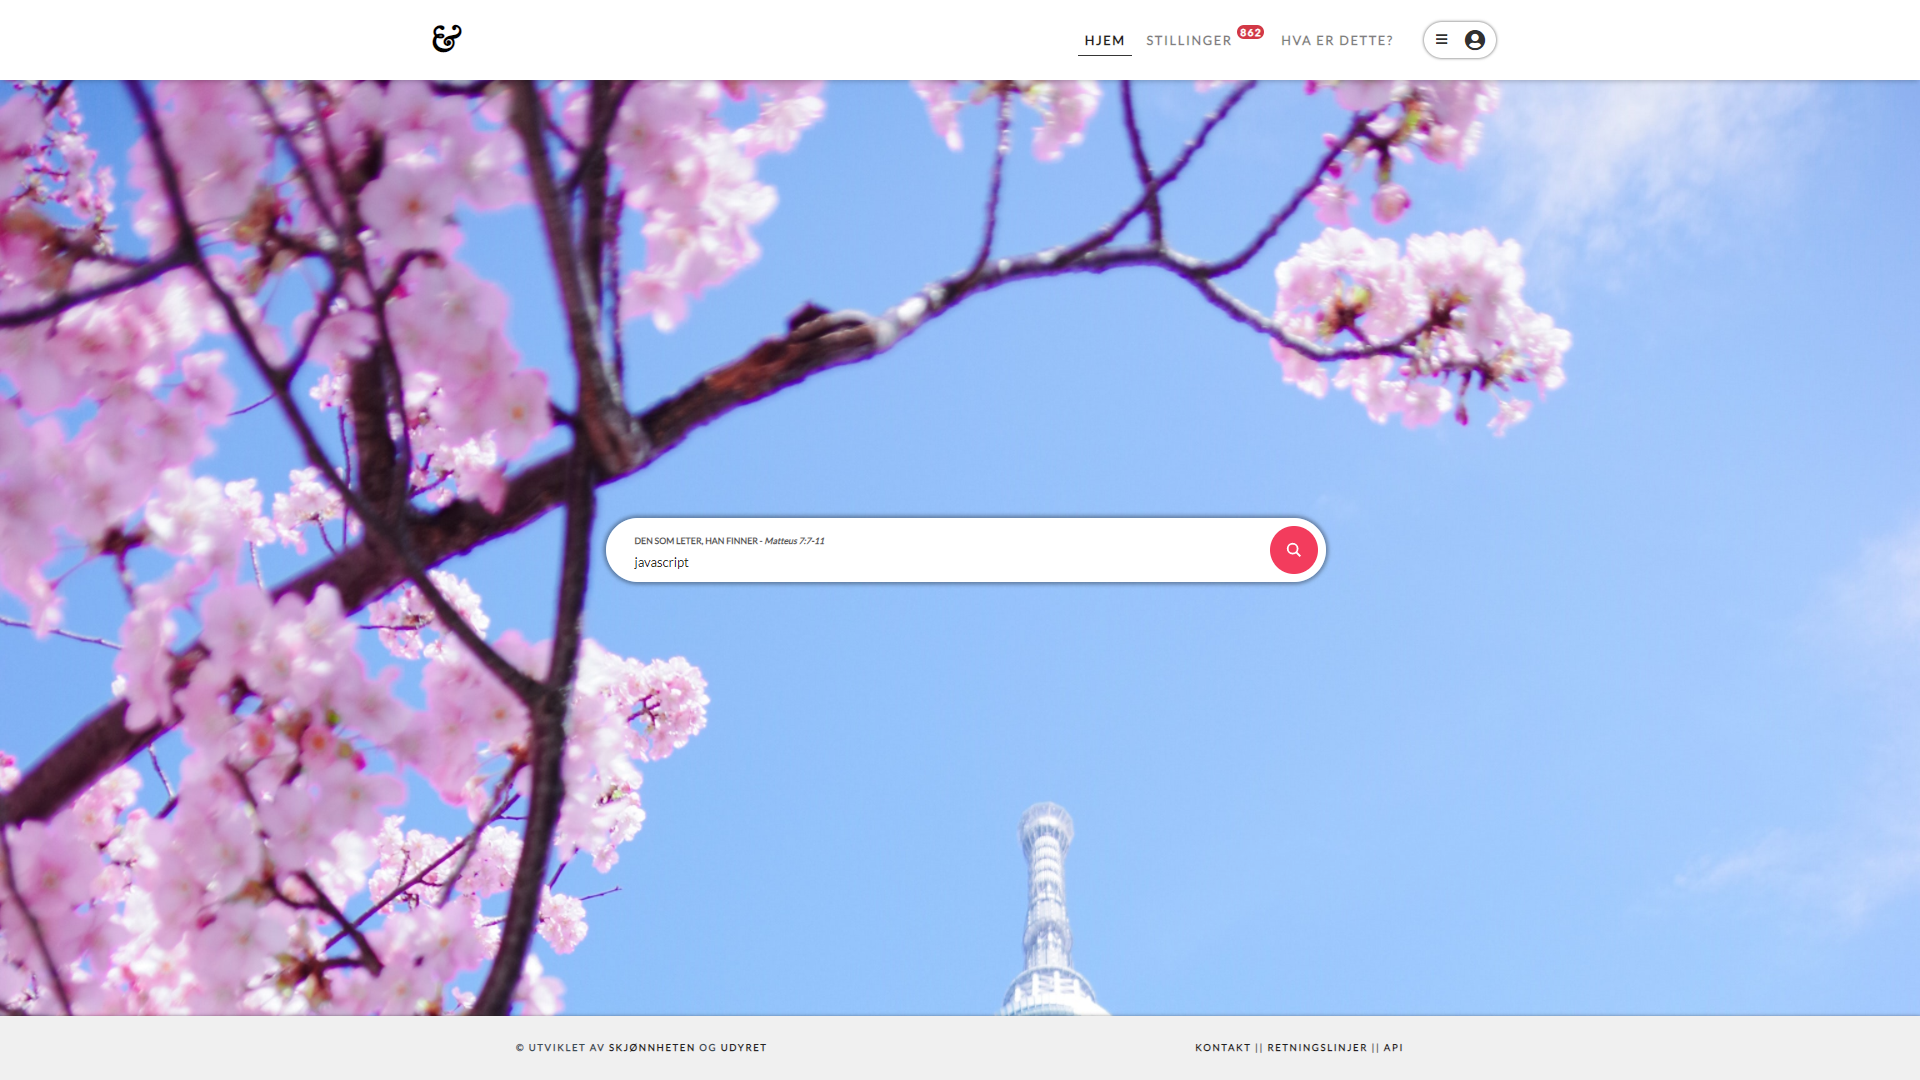 &
HJEM
STILLINGER 862
HVA ER DETTE?
DEN SOM LETER, HAN FINNER - Matteus 7:7-11
javascript
© UTVIKLET AV SKJØNNHETEN OG UDYRET
KONTAKT || RETNINGSLINJER || API